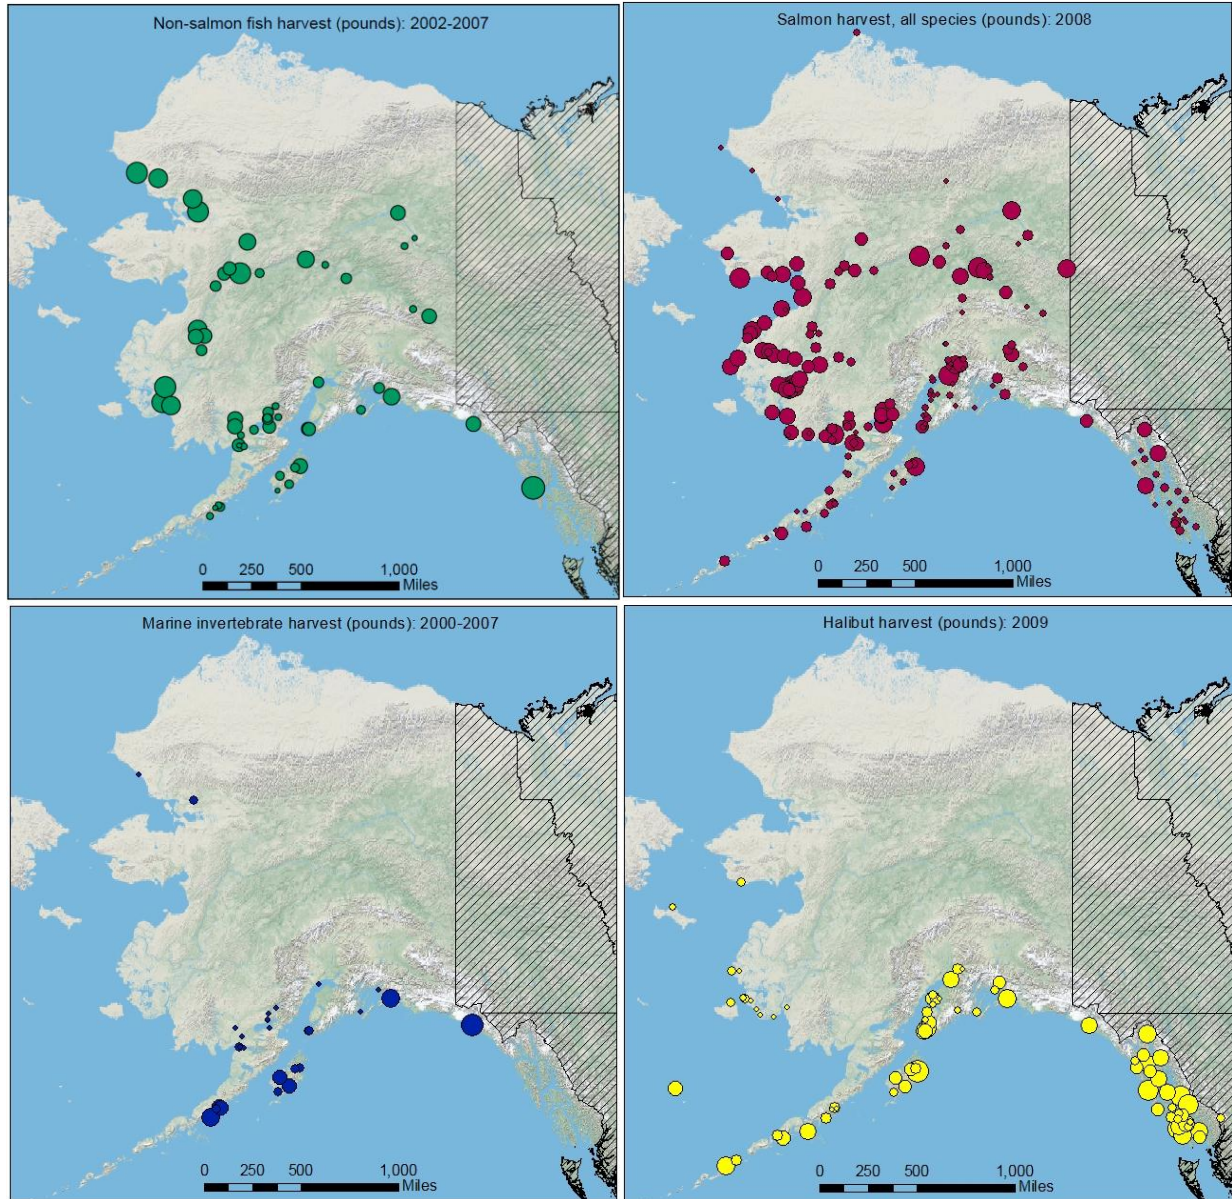 Non-salmon fish harvest (pounds): 2002-2007
0 250 500 1,000
Miles
Salmon harvest, all species (pounds): 2008
0 250 500 1,000
Miles
Marine invertebrate harvest (pounds): 2000-2007
0 250 500 1,000
Miles
Halibut harvest (pounds): 2009
0 250 500 1,000
Miles